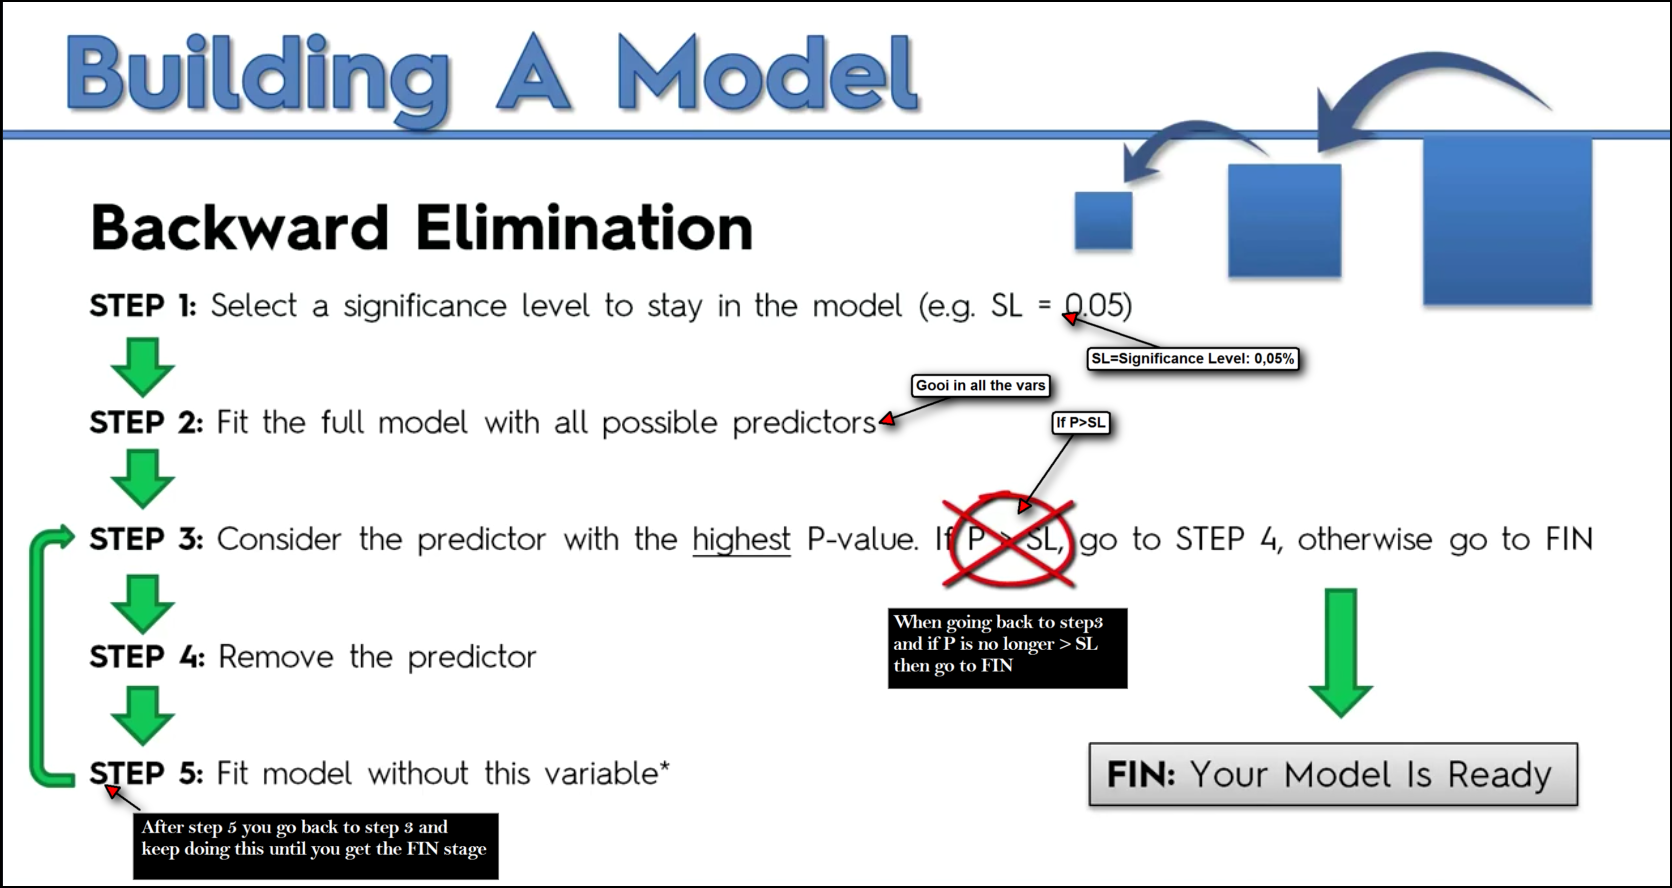 Building A Model
Backward Elimination
STEP 1: Select a significance level to stay in the model (e.g. SL = 0.05)
SL=Significance Level: 0,05%
Gooi in all the vars
STEP 2: Fit the full model with all possible predictors
If P>SL
STEP 3: Consider the predictor with the highest P-value. If P > SL, go to STEP 4, otherwise go to FIN
When going back to step3
and if P is no longer > SL
then go to FIN
STEP 4: Remove the predictor
STEP 5: Fit model without this variable*
FIN: Your Model Is Ready
After step 5 you go back to step 3 and
keep doing this until you get the FIN stage